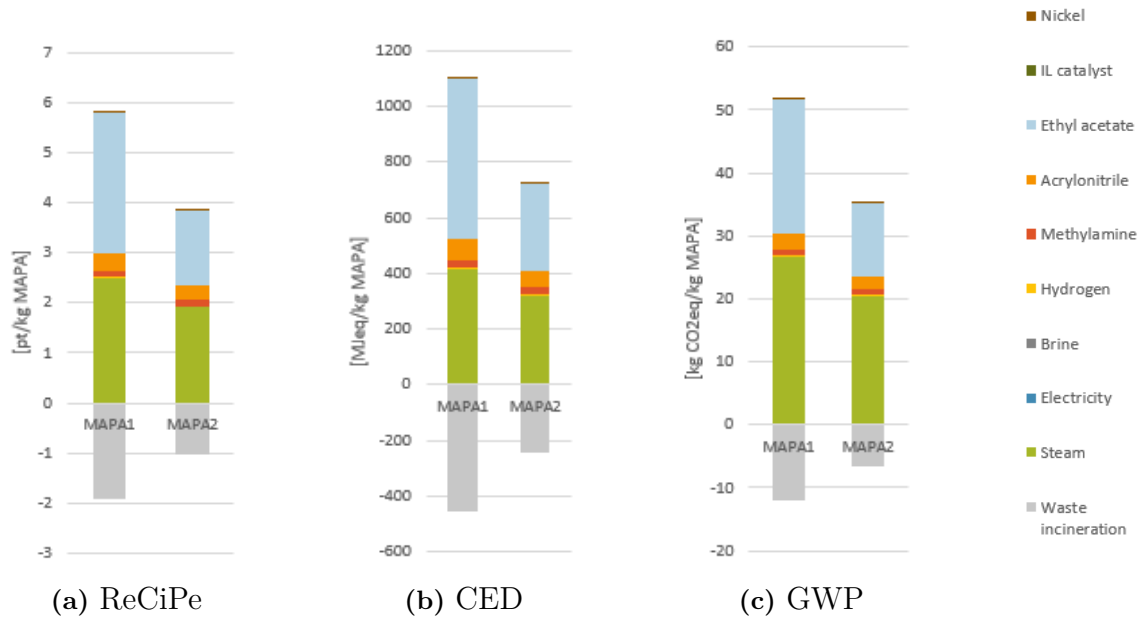 [pt/kg MAPA]
7
6
5
4
3
2
1
0
-1
-2
-3
MAPA1 MAPA2
(a) ReCiPe
[MJeq/kg MAPA]
1200
1000
800
600
400
200
0
-200
-400
-600
MAPA1 MAPA2
(b) CED
[kg CO2eq/kg MAPA]
60
50
40
30
20
10
0
-10
-20
MAPA1 MAPA2
(c) GWP
Nickel
IL catalyst
Ethyl acetate
Acrylonitrile
Methylamine
Hydrogen
Brine
Electricity
Steam
Waste
incineration